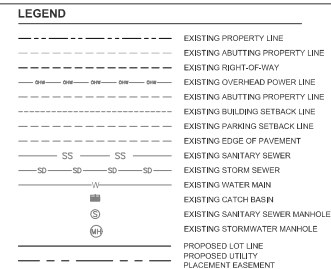 LEGEND
EXISTING PROPERTY LINE
EXISTING ABUTTING PROPERTY LINE
EXISTING RIGHT-OF-WAY
OHW OHW OHW OHW OHW EXISTING OVERHEAD POWER LINE
EXISTING ABUTTING PROPERTY LINE
EXISTING BUILDING SETBACK LINE
EXISTING PARKING SETBACK LINE
EXISTING EDGE OF PAVEMENT
SS SS EXISTING SANITARY SEWER
SD SD SD SD EXISTING STORM SEWER
W EXISTING WATER MAIN
EXISTING CATCH BASIN
S EXISTING SANITARY SEWER MANHOLE
MH EXISTING STORMWATER MANHOLE
PROPOSED LOT LINE
PROPOSED UTILITY
PLACEMENT EASEMENT